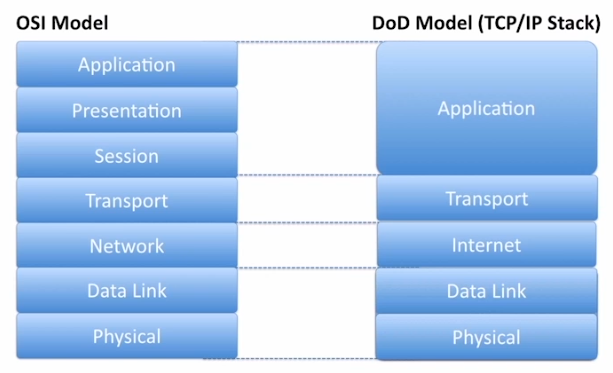 OSI Model
Application
Presentation
Session
Transport
Network
Data Link
Physical
DoD Model (TCP/IP Stack)
Application
Transport
Internet
Data Link
Physical